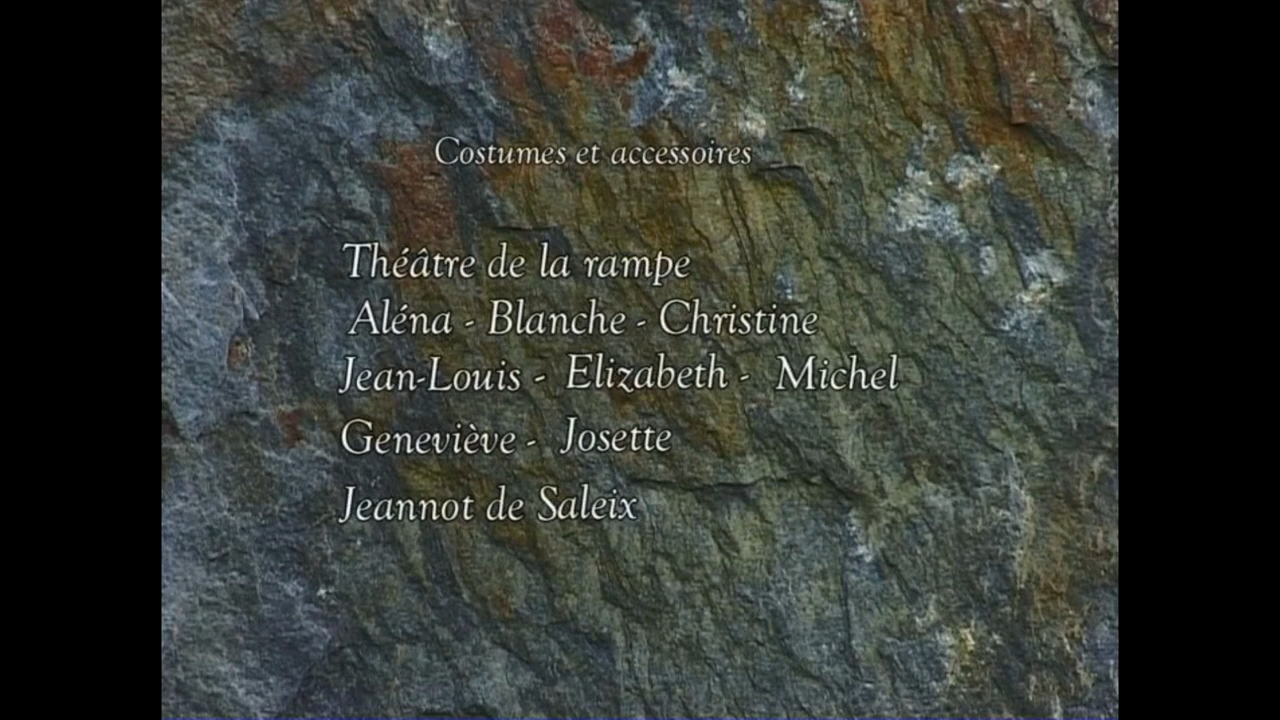 Costumes et accessoires
Théâtre de la rampe
Aléna - Blanche - Christine
Jean-Louis - Elizabeth - Michel
Geneviève - Josette
Jeannot de Saleix